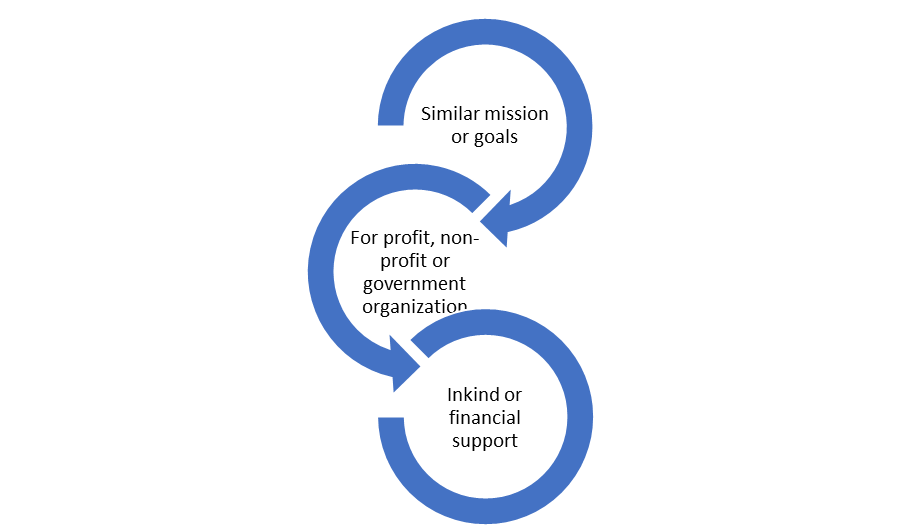 Similar mission
or goals
For profit, non-
profit or
government
organization
Inkind or
financial
support